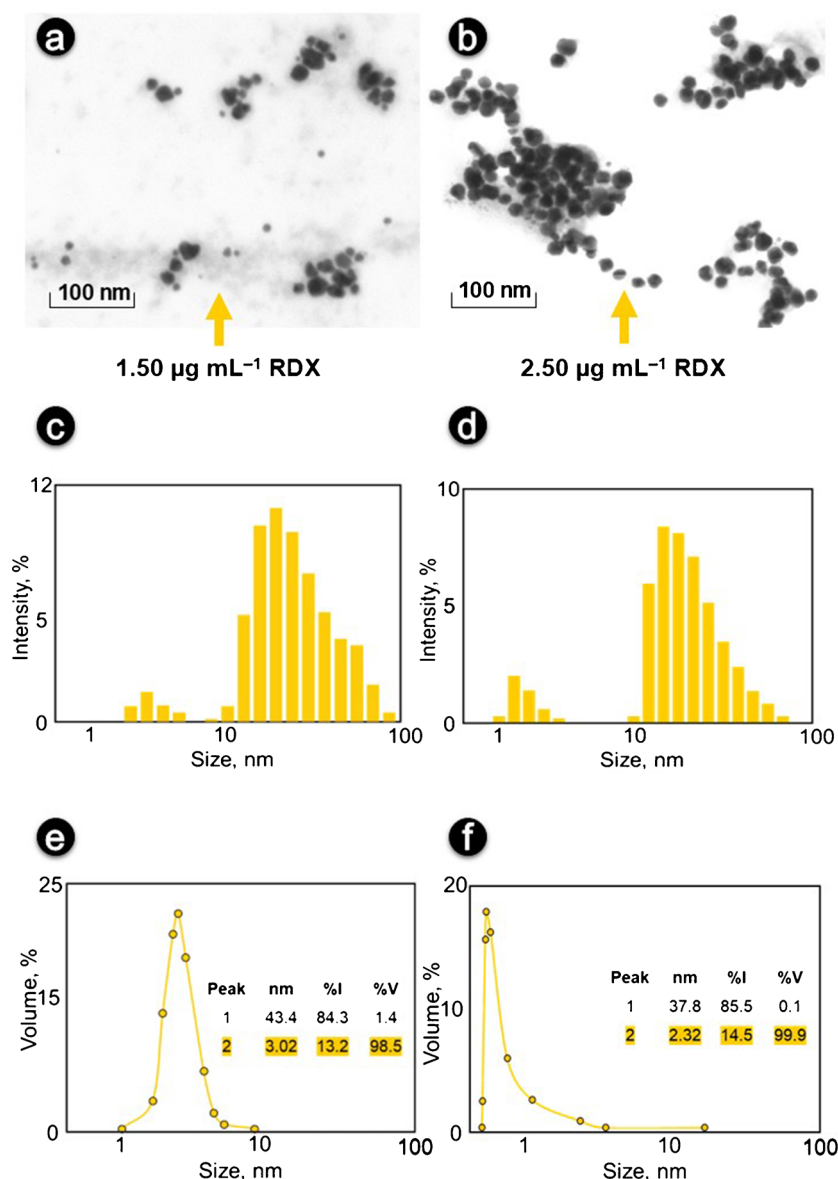 a
b
100 nm
100 nm
1.50 µg mL⁻¹ RDX
2.50 µg mL⁻¹ RDX
c
d
12
5
0
Intensity, %
1 10 100
Size, nm
10
5
0
Intensity, %
1 10 100
Size, nm
e
f
25
15
0
Volume, %
Peak nm %I %V
1 43.4 84.3 1.4
2 3.02 13.2 98.5
1 10 100
Size, nm
20
10
0
Volume, %
Peak nm %I %V
1 37.8 85.5 0.1
2 2.32 14.5 99.9
1 10 100
Size, nm